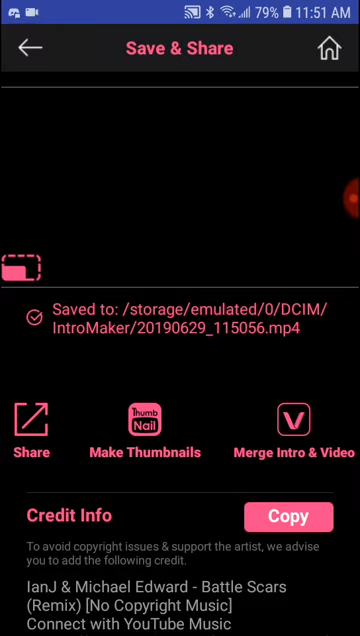 79% 11:51 AM
Save & Share
Saved to: /storage/emulated/0/DCIM/
IntroMaker/20190629_115056.mp4
Thumb
Nail
Share
Make Thumbnails
Merge Intro & Video
Credit Info
Copy
To avoid copyright issues & support the artist, we advise
you to add the following credit.
IanJ & Michael Edward - Battle Scars
(Remix) [No Copyright Music]
Connect with YouTube Music